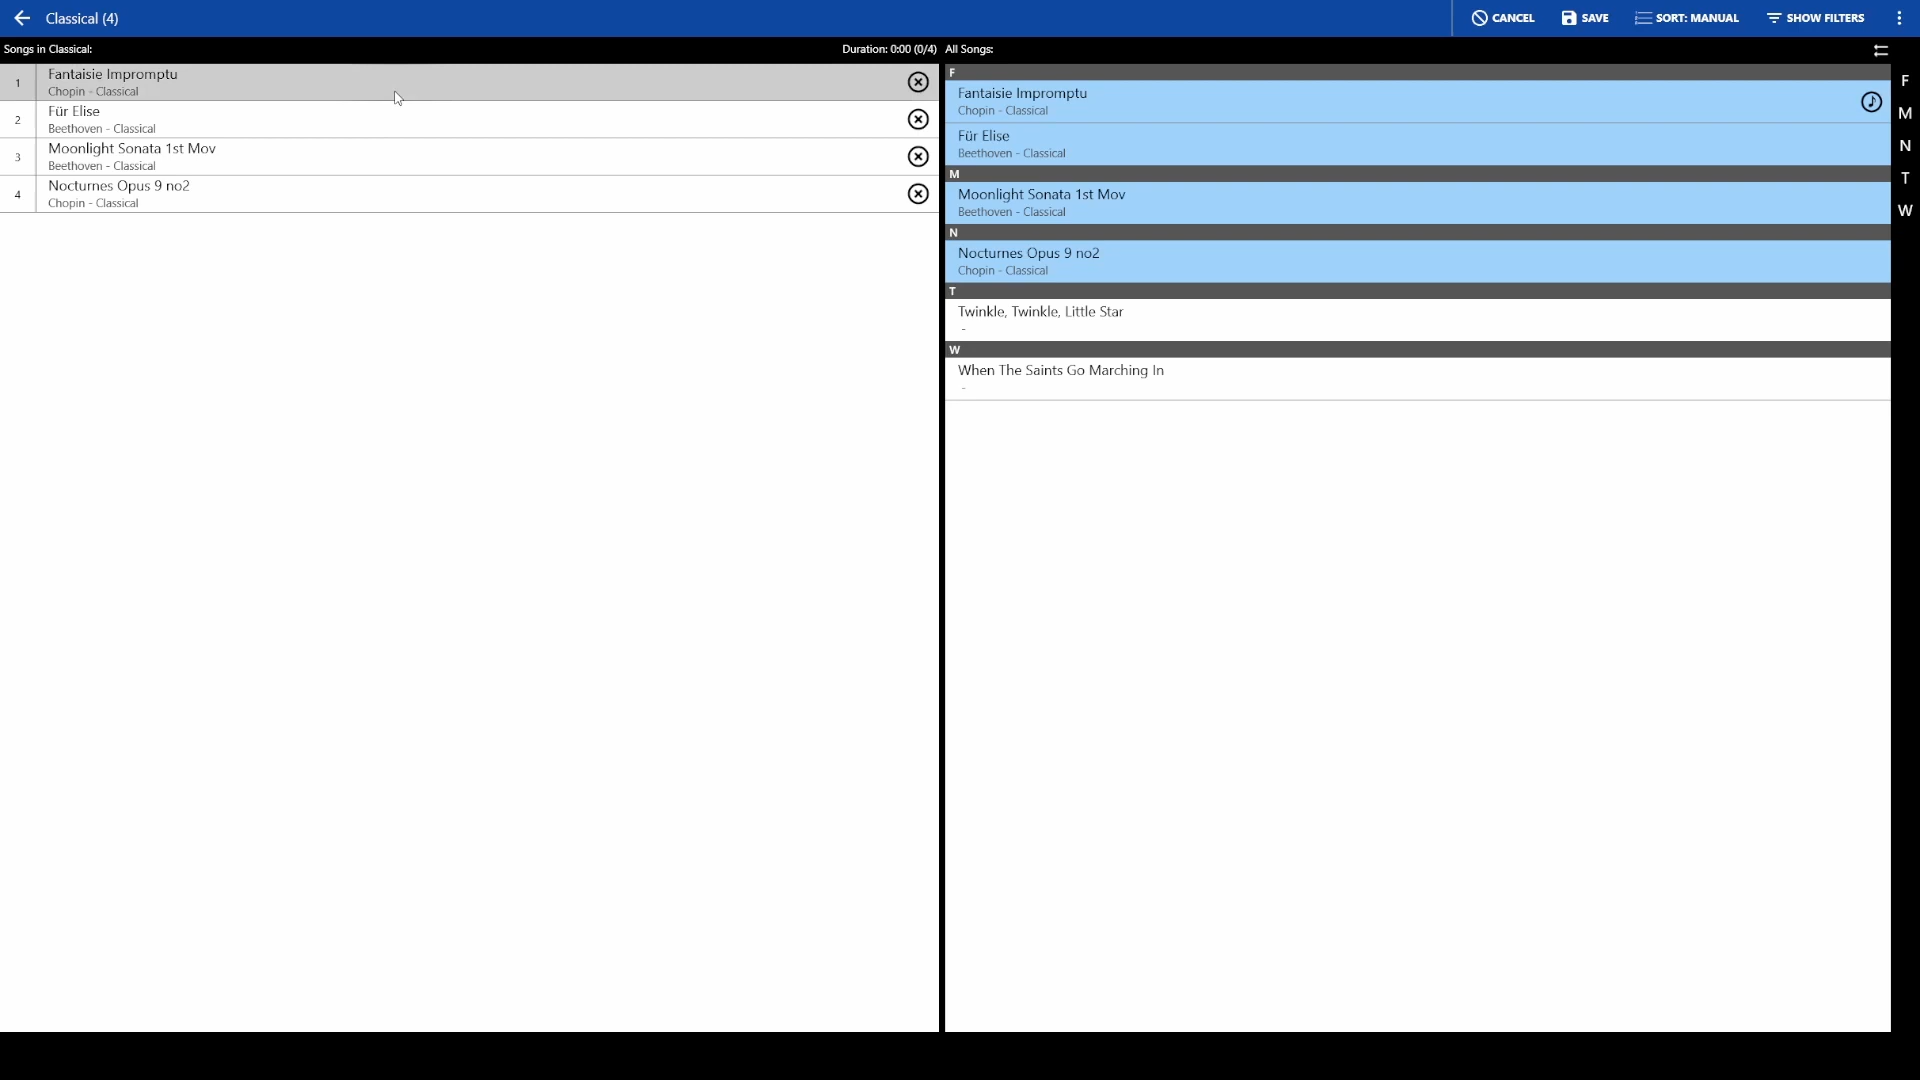 Classical (4)
CANCEL
SAVE
SORT: MANUAL
SHOW FILTERS
Songs in Classical:
Duration: 0:00 (0/4)
All Songs:
1
Fantaisie Impromptu
Chopin - Classical
2
Für Elise
Beethoven - Classical
3
Moonlight Sonata 1st Mov
Beethoven - Classical
4
Nocturnes Opus 9 no2
Chopin - Classical
F
Fantaisie Impromptu
Chopin - Classical
Für Elise
Beethoven - Classical
M
Moonlight Sonata 1st Mov
Beethoven - Classical
N
Nocturnes Opus 9 no2
Chopin - Classical
T
Twinkle, Twinkle, Little Star
-
W
When The Saints Go Marching In
-
F
M
N
T
W